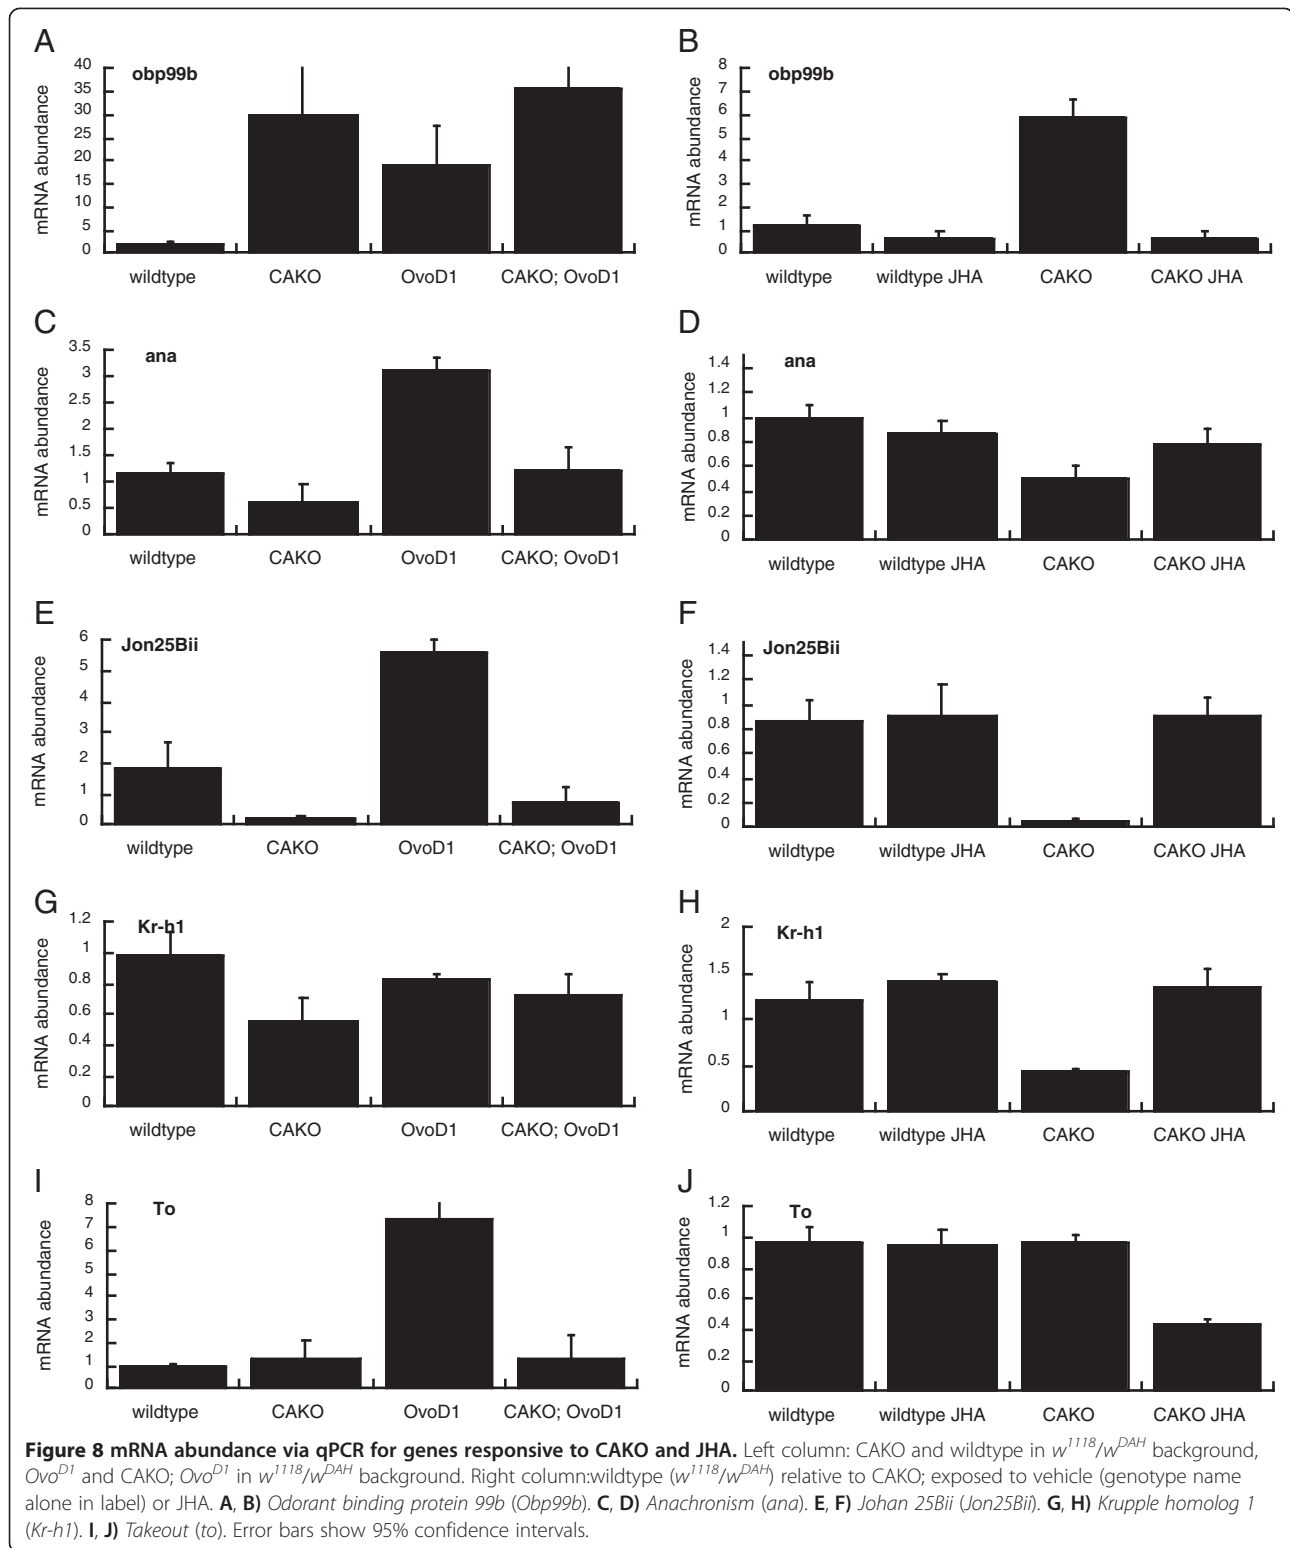 A
obp99b
mRNA abundance
40
35
30
25
20
15
10
5
0
wildtype CAKO OvoD1 CAKO; OvoD1
B
obp99b
mRNA abundance
8
7
6
5
4
3
2
1
0
wildtype wildtype JHA CAKO CAKO JHA
C
ana
mRNA abundance
3.5
3
2.5
2
1.5
1
0.5
0
wildtype CAKO OvoD1 CAKO; OvoD1
D
ana
mRNA abundance
1.4
1.2
1
0.8
0.6
0.4
0.2
0
wildtype wildtype JHA CAKO CAKO JHA
E
Jon25Bii
mRNA abundance
6
5
4
3
2
1
0
wildtype CAKO OvoD1 CAKO; OvoD1
F
Jon25Bii
mRNA abundance
1.4
1.2
1
0.8
0.6
0.4
0.2
0
wildtype wildtype JHA CAKO CAKO JHA
G
Kr-h1
mRNA abundance
1.2
1
0.8
0.6
0.4
0.2
0
wildtype CAKO OvoD1 CAKO; OvoD1
H
Kr-h1
mRNA abundance
2
1.5
1
0.5
0
wildtype wildtype JHA CAKO CAKO JHA
I
To
mRNA abundance
8
7
6
5
4
3
2
1
0
wildtype CAKO OvoD1 CAKO; OvoD1
J
To
mRNA abundance
1.2
1
0.8
0.6
0.4
0.2
0
wildtype wildtype JHA CAKO CAKO JHA
Figure 8 mRNA abundance via qPCR for genes responsive to CAKO and JHA. Left column: CAKO and wildtype in w1118/wDAH background,
OvoD1 and CAKO; OvoD1 in w1118/wDAH background. Right column:wildtype (w1118/wDAH) relative to CAKO; exposed to vehicle (genotype name
alone in label) or JHA. A, B) Odorant binding protein 99b (Obp99b). C, D) Anachronism (ana). E, F) Johan 25Bii (Jon25Bii). G, H) Krupple homolog 1
(Kr-h1). I, J) Takeout (to). Error bars show 95% confidence intervals.